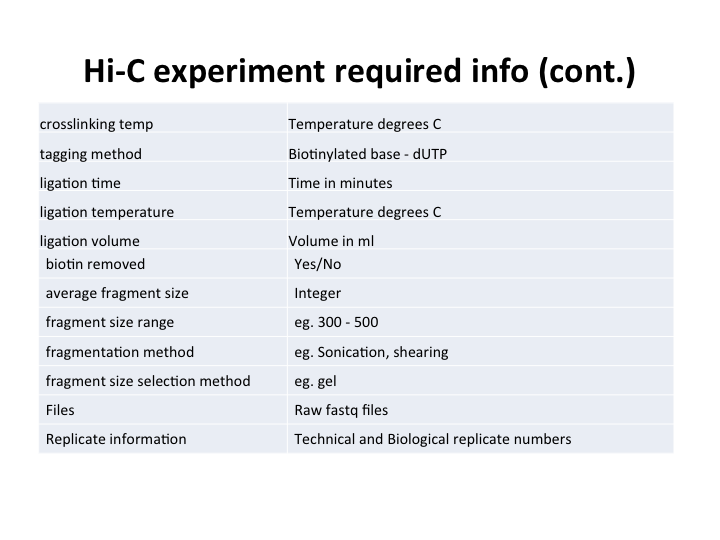 Hi-C experiment required info (cont.)
crosslinking temp Temperature degrees C
tagging method Biotinylated base - dUTP
ligation time Time in minutes
ligation temperature Temperature degrees C
ligation volume Volume in ml
biotin removed Yes/No
average fragment size Integer
fragment size range eg. 300 - 500
fragmentation method eg. Sonication, shearing
fragment size selection method eg. gel
Files Raw fastq files
Replicate information Technical and Biological replicate numbers